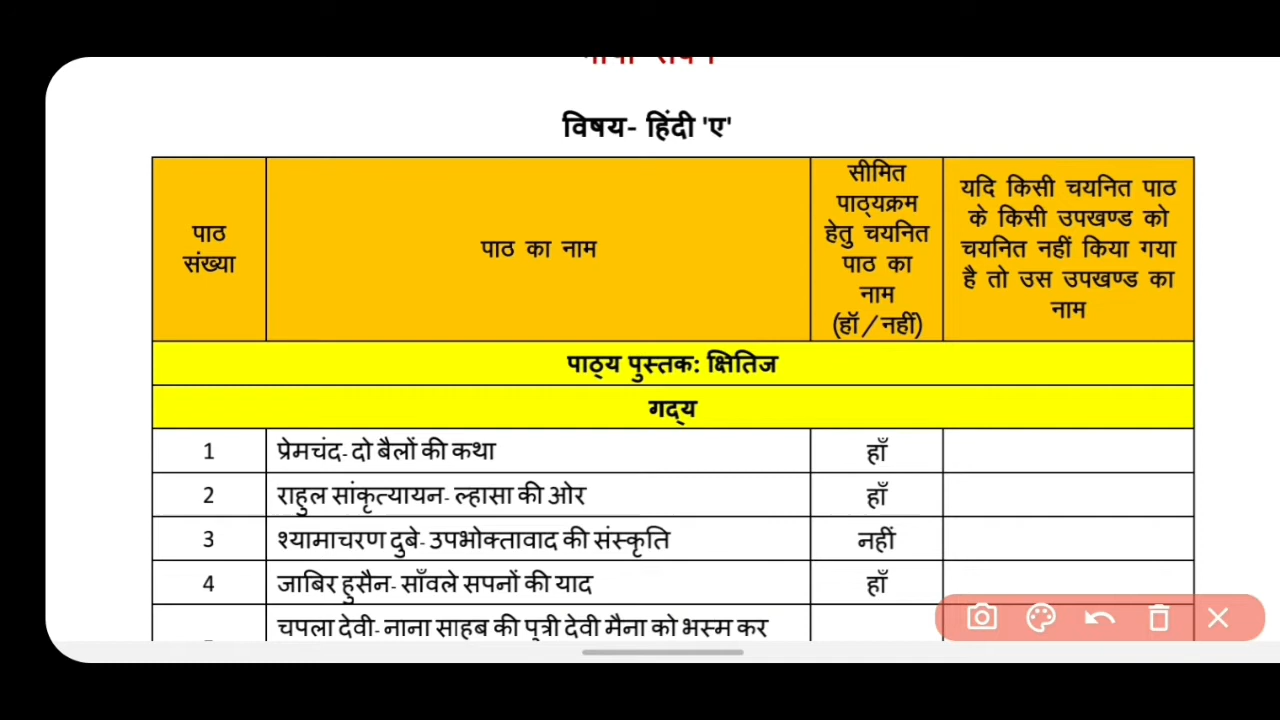 विषय- हिंदी 'ए'
पाठ संख्या
पाठ का नाम
सीमित पाठ्यक्रम हेतु चयनित पाठ का नाम (हॉ/नहीं)
यदि किसी चयनित पाठ के किसी उपखण्ड को चयनित नहीं किया गया है तो उस उपखण्ड का नाम
पाठ्य पुस्तक: क्षितिज
गद्य
1 प्रेमचंद- दो बैलों की कथा हाँ
2 राहुल सांकृत्यायन- ल्हासा की ओर हाँ
3 श्यामाचरण दुबे- उपभोक्तावाद की संस्कृति नहीं
4 जाबिर हुसैन- साँवले सपनों की याद हाँ
चपला देवी- नाना साहब की पुत्री देवी मैना को भस्म कर